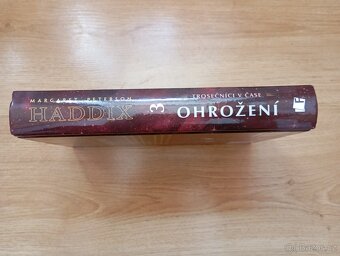 MARGARET PETERSON
HADDIX
3
TROSEČNÍCI V ČASE
OHROŽENÍ